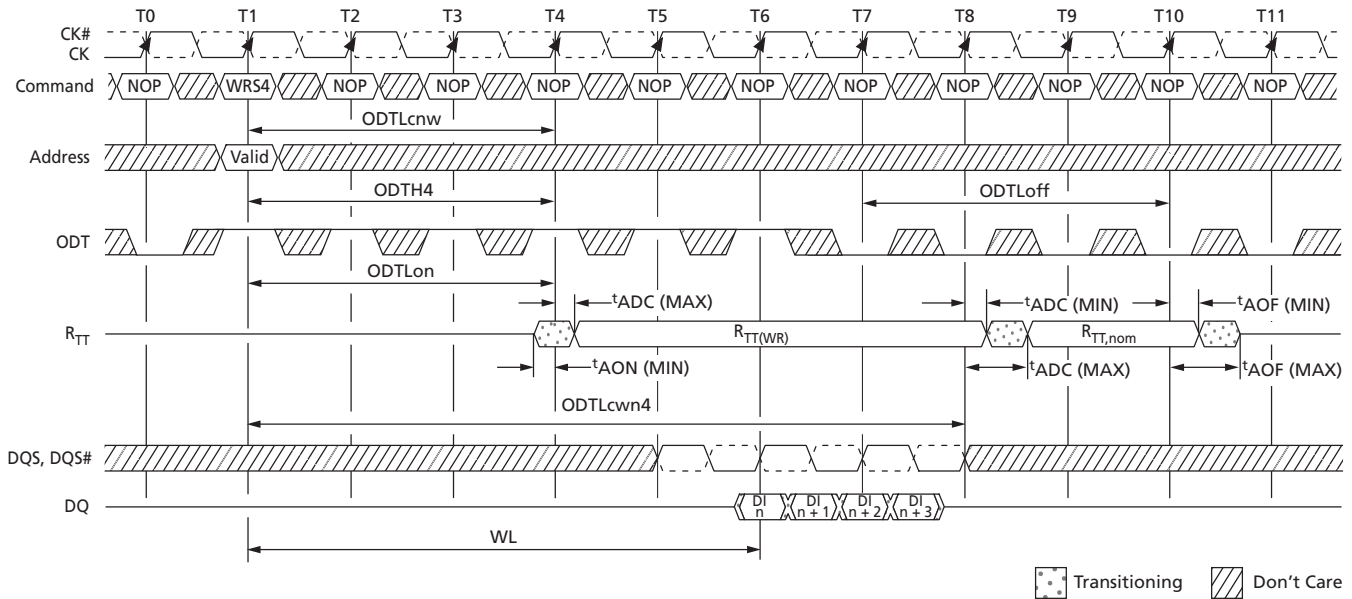 T0 T1 T2 T3 T4 T5 T6 T7 T8 T9 T10 T11
CK#
CK
Command NOP WRS4 NOP NOP NOP NOP NOP NOP NOP NOP NOP NOP
ODTLcnw
Address Valid
ODTH4 ODTLoff
ODT
ODTLon
tADC (MAX) tADC (MIN) tAOF (MIN)
RTT RTT(WR) RTT,nom
tAON (MIN) tADC (MAX) tAOF (MAX)
ODTLcwn4
DQS, DQS#
DQ DI n DI n + 1 DI n + 2 DI n + 3
WL
Transitioning Don't Care